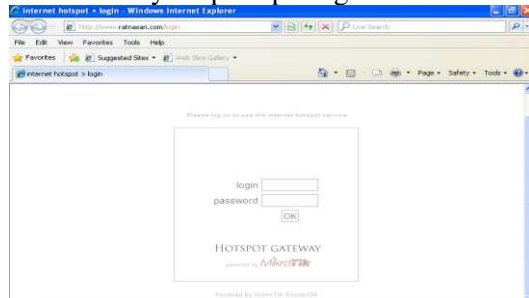 internet hotspot > login - Windows Internet Explorer
http://www.ratnasari.com/login
Live Search
File Edit View Favorites Tools Help
Favorites Suggested Sites Web Slice Gallery
internet hotspot > login
Page Safety Tools
Please log on to use the internet hotspot service
login
password
OK
HOTSPOT GATEWAY
powered by MikroTik
Powered by MikroTik RouterOS